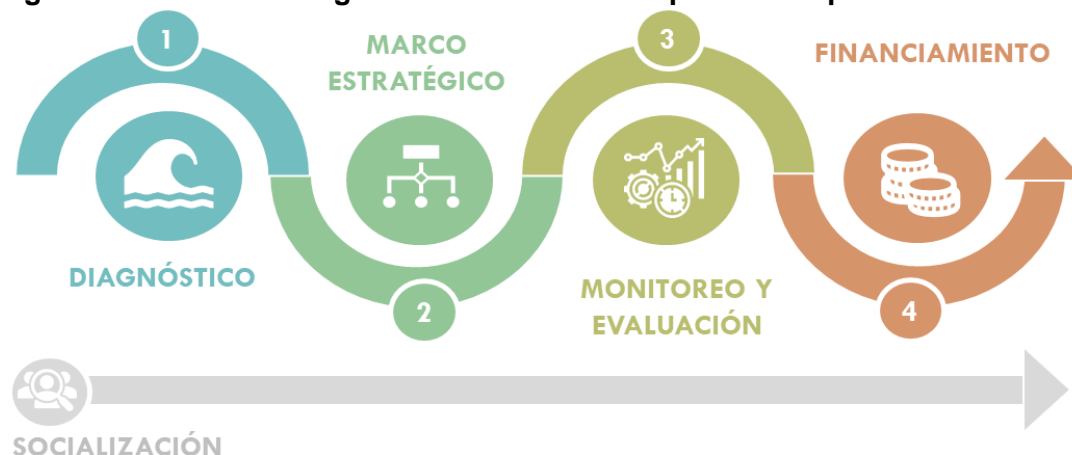 1
DIAGNÓSTICO
MARCO
ESTRATÉGICO
2
3
MONITOREO Y
EVALUACIÓN
FINANCIAMIENTO
4
SOCIALIZACIÓN